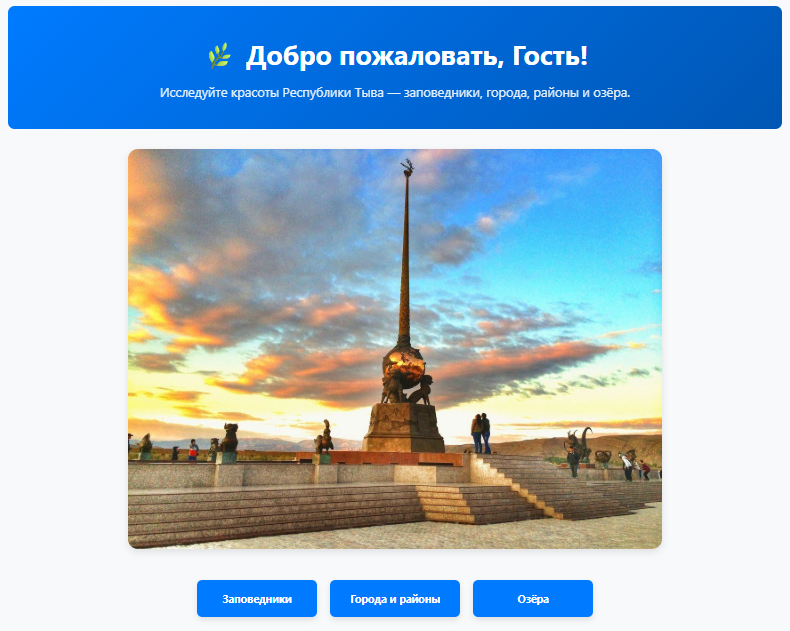 Добро пожаловать, Гость!
Исследуйте красоты Республики Тыва — заповедники, города, районы и озёра.
Заповедники
Города и районы
Озёра